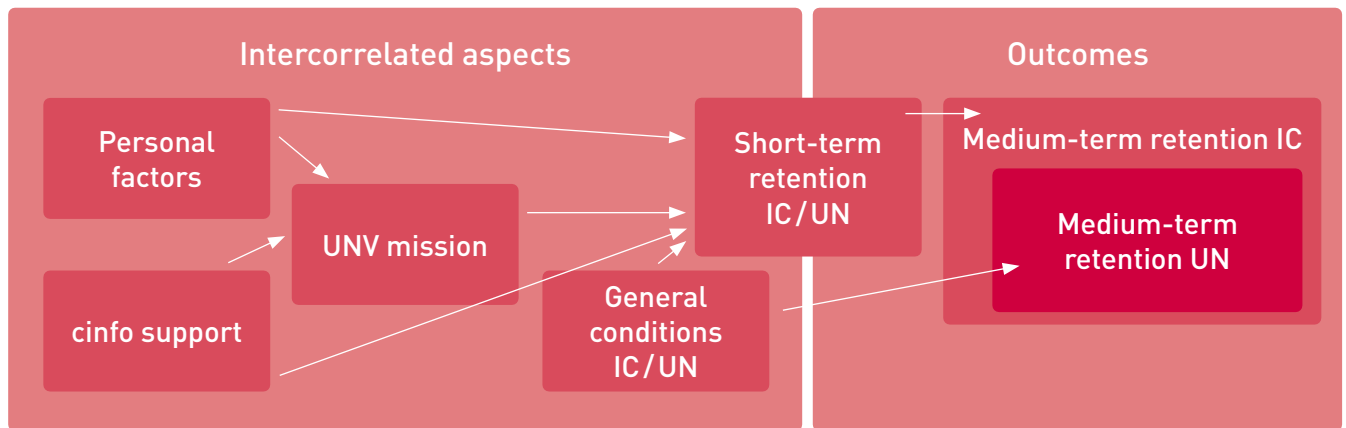 Intercorrelated aspects
Outcomes
Personal
factors
Short-term
retention
IC / UN
Medium-term retention IC
UNV mission
Medium-term
retention UN
cinfo support
General
conditions
IC / UN